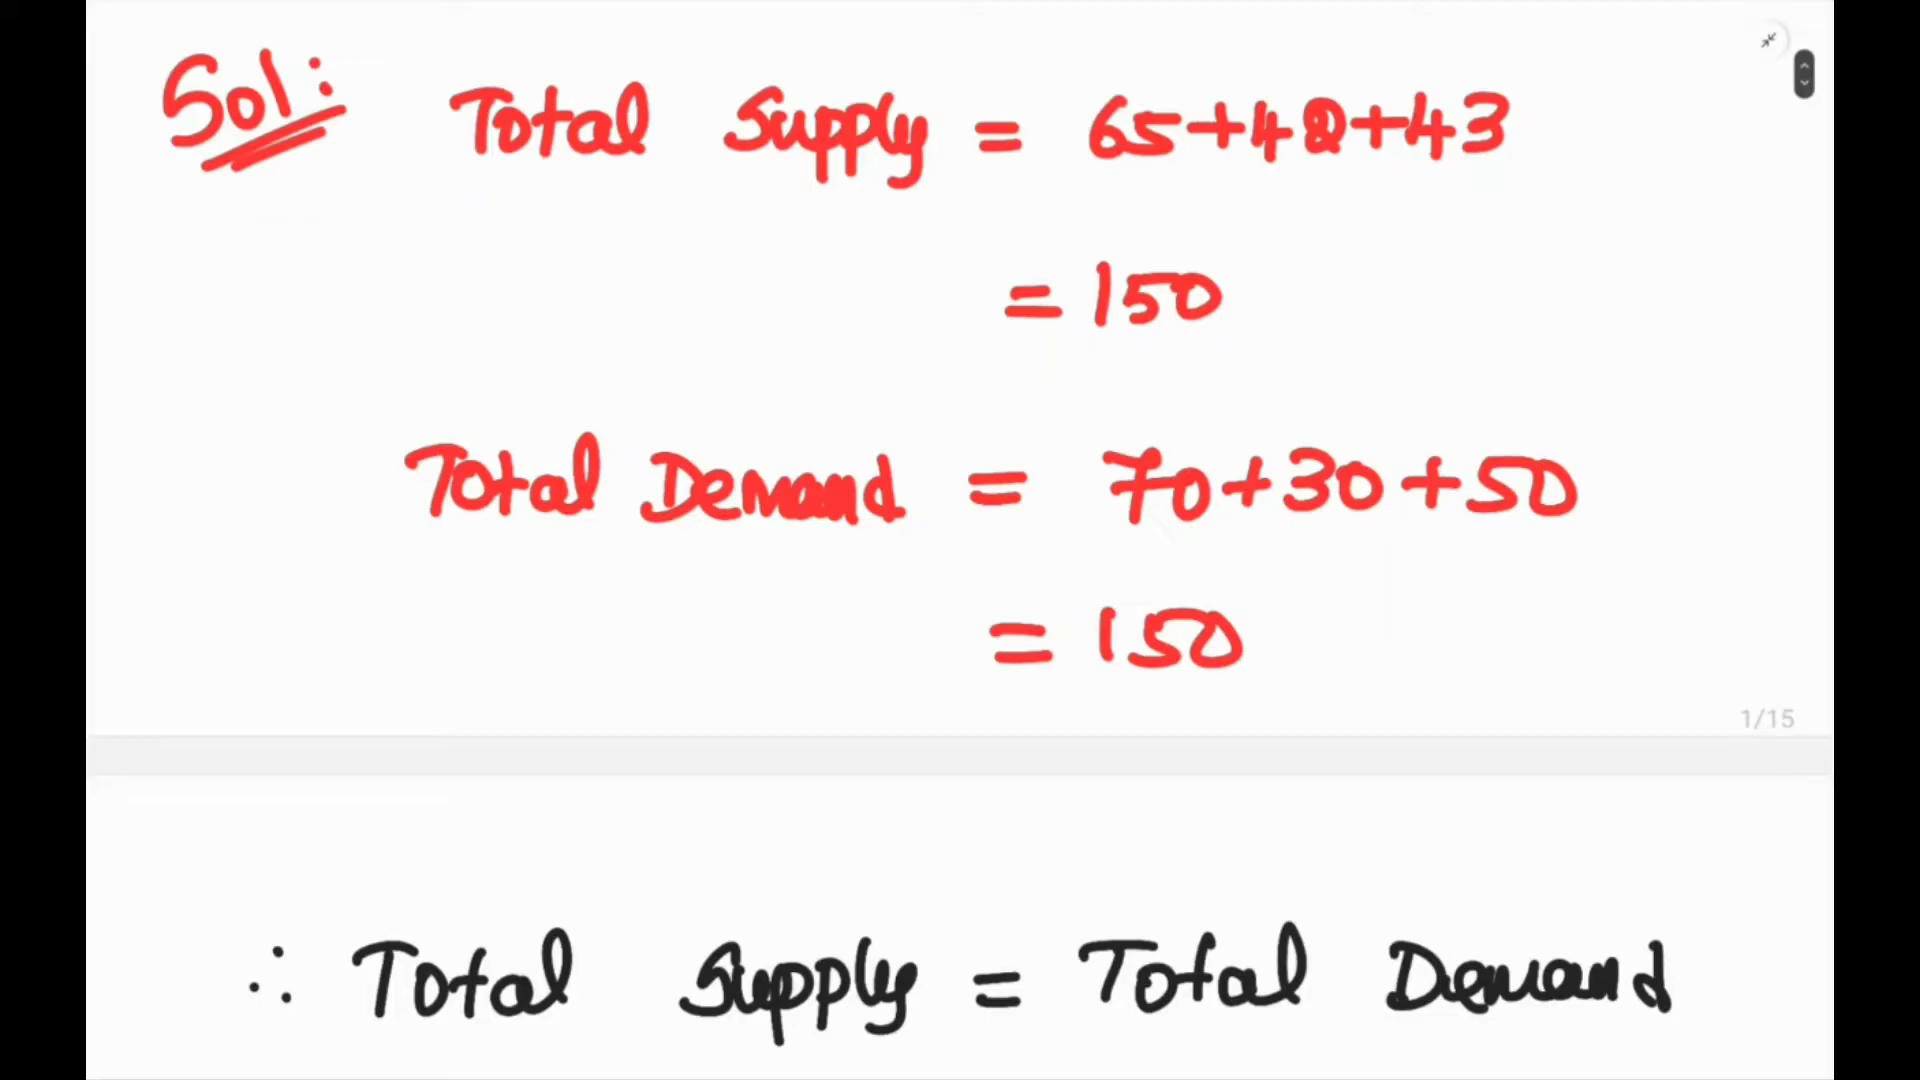 Sol: Total Supply = 65+42+43
= 150
Total Demand = 70+30+50
= 150
1/15
∴ Total Supply = Total Demand